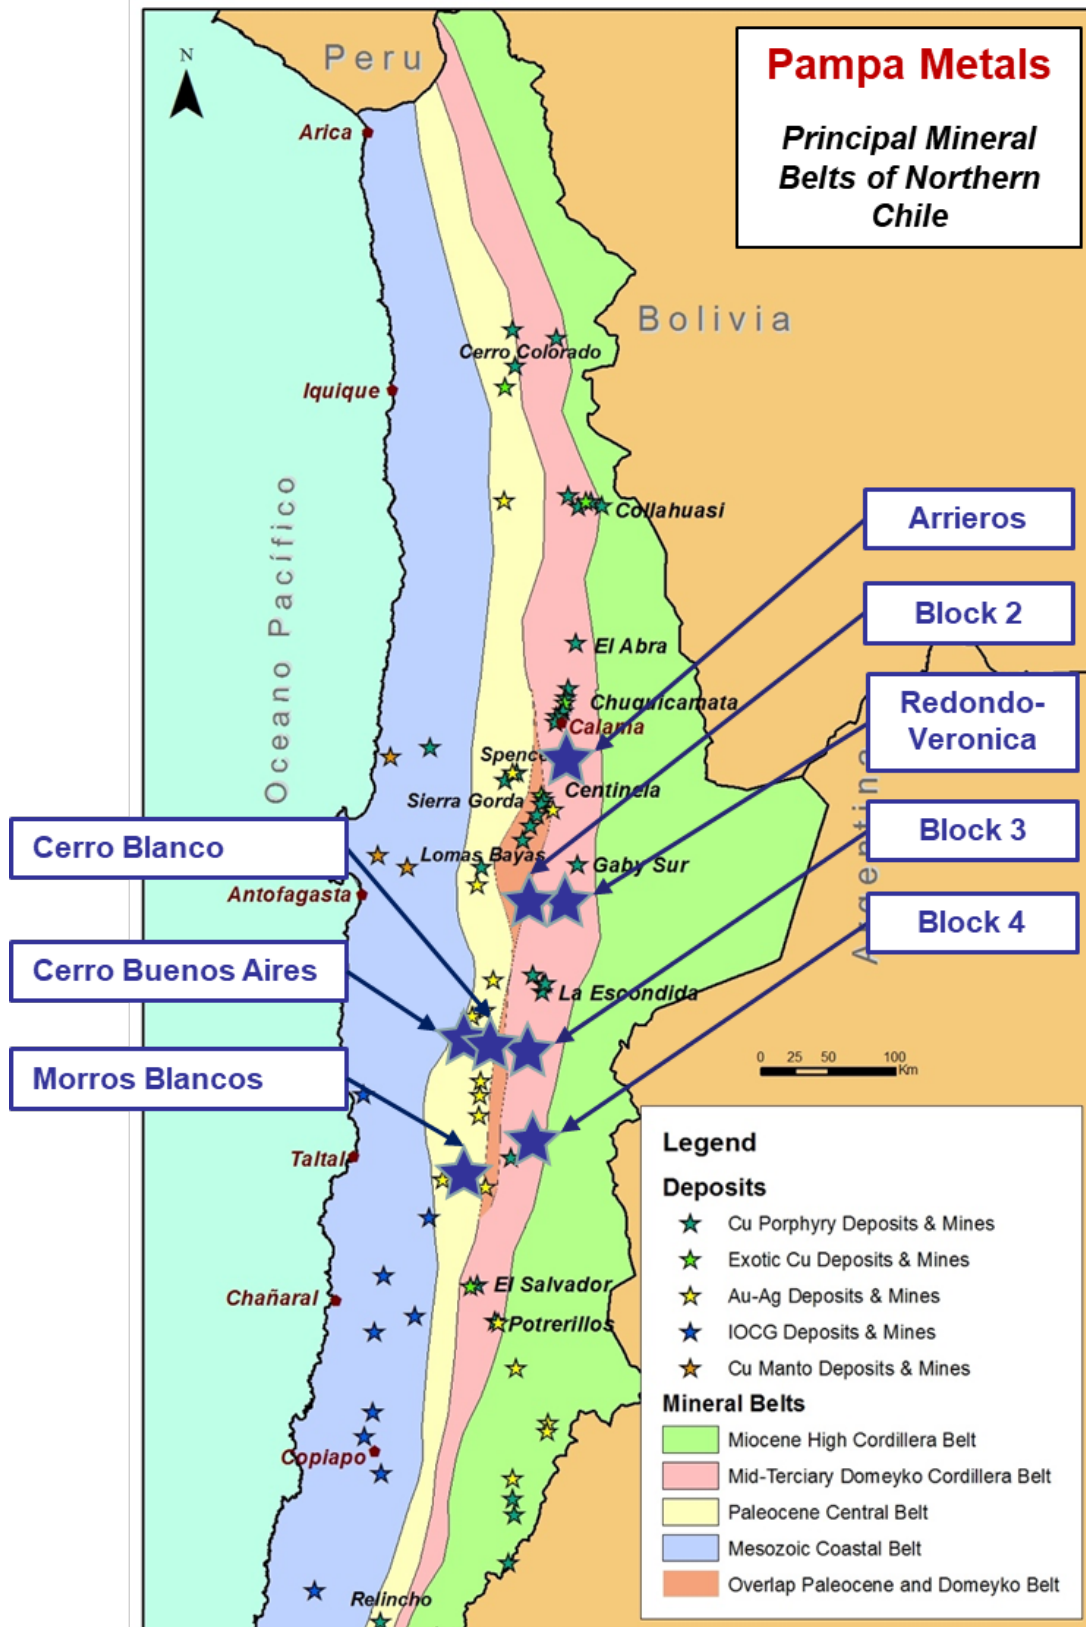 Pampa Metals
Principal Mineral
Belts of Northern
Chile
N
Peru
Arica
Bolivia
Cerro Colorado
Iquique
Oceano Pacífico
Collahuasi
Arrieros
Block 2
El Abra
Redondo-
Veronica
Chuquicamata
Calama
Argentina
Centinela
Sierra Gorda
Block 3
Cerro Blanco
Lomas Bayas
Gaby Sur
Antofagasta
Block 4
Cerro Buenos Aires
La Escondida
Morros Blancos
0 25 50 100
Km
Taltal
El Salvador
Chañaral
Potrerillos
Copiapo
Relincho
Legend
Deposits
Cu Porphyry Deposits & Mines
Exotic Cu Deposits & Mines
Au-Ag Deposits & Mines
IOCG Deposits & Mines
Cu Manto Deposits & Mines
Mineral Belts
Miocene High Cordillera Belt
Mid-Terciary Domeyko Cordillera Belt
Paleocene Central Belt
Mesozoic Coastal Belt
Overlap Paleocene and Domeyko Belt